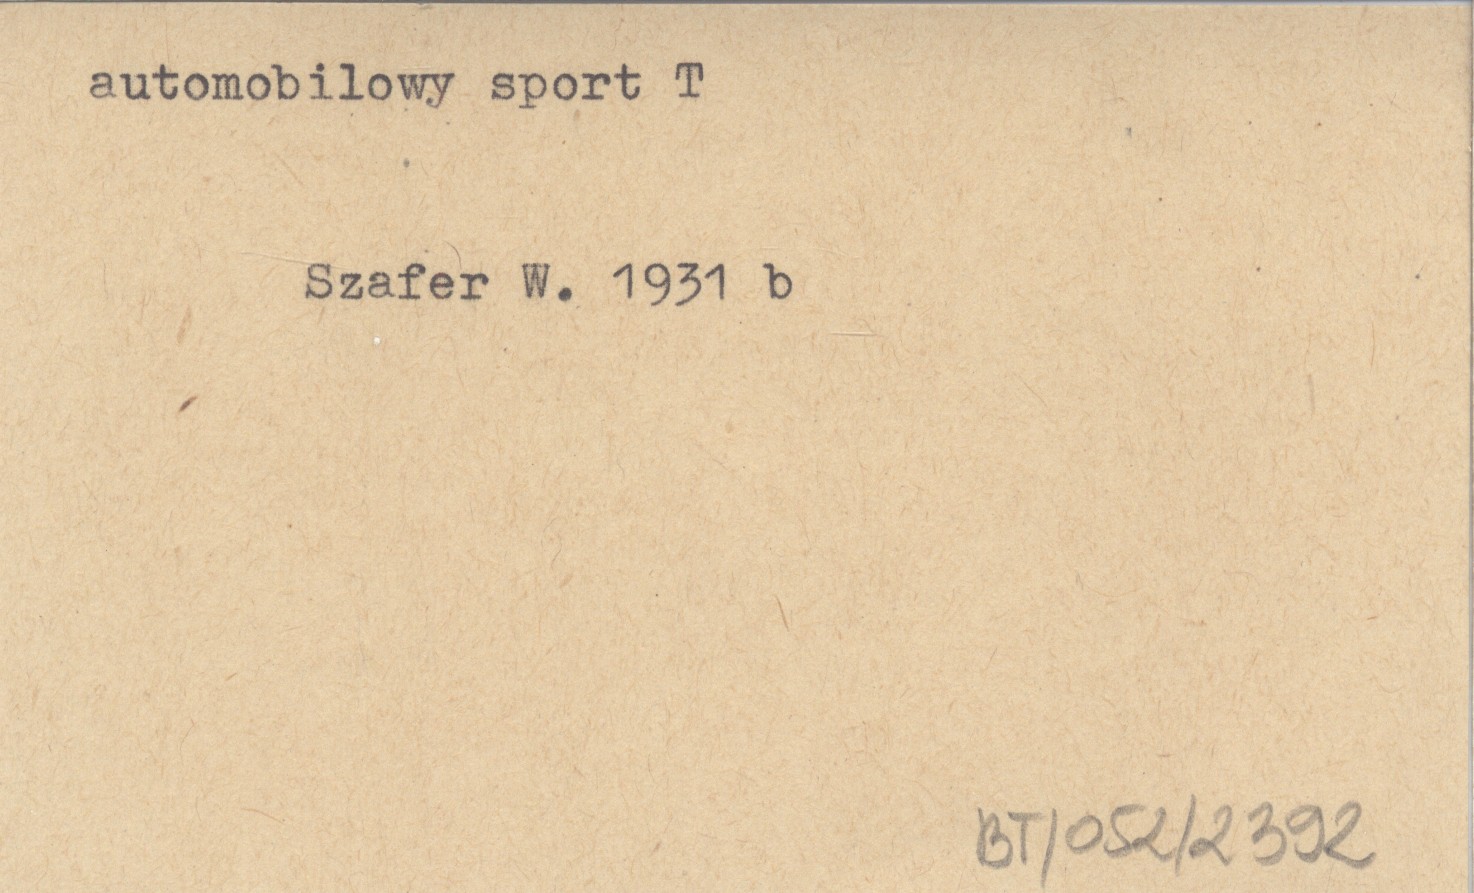 automobilowy sport T
Szafer W. 1931 b
BT/052/2392